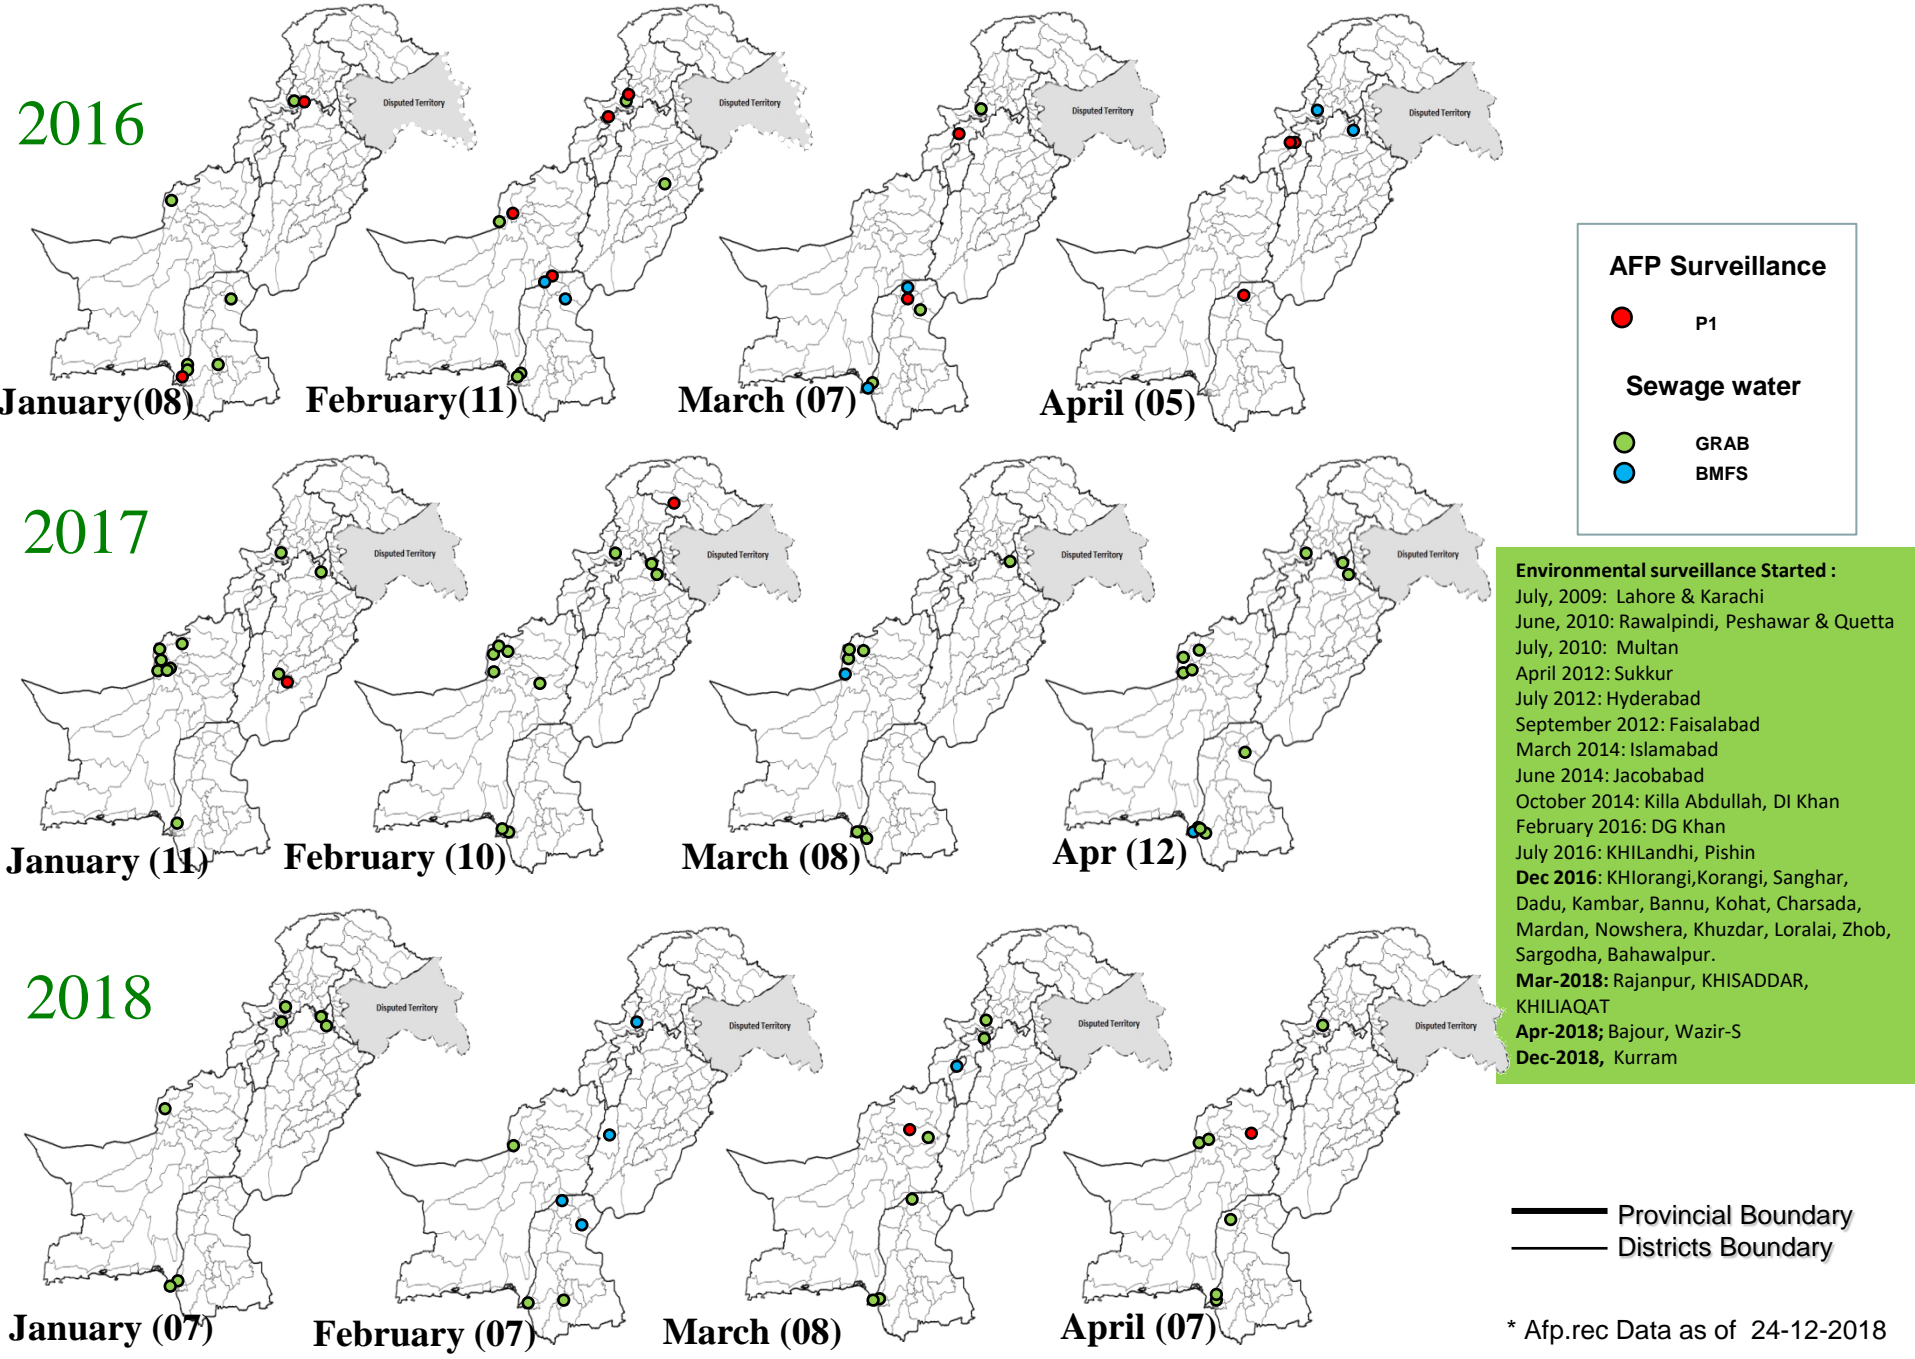 2016
Disputed Territory
Disputed Territory
Disputed Territory
Disputed Territory
January(08)
February(11)
March (07)
April (05)
AFP Surveillance
P1
Sewage water
GRAB
BMFS
2017
Disputed Territory
Disputed Territory
Disputed Territory
Disputed Territory
January (11)
February (10)
March (08)
Apr (12)
Environmental surveillance Started :
July, 2009: Lahore & Karachi
June, 2010: Rawalpindi, Peshawar & Quetta
July, 2010: Multan
April 2012: Sukkur
July 2012: Hyderabad
September 2012: Faisalabad
March 2014: Islamabad
June 2014: Jacobabad
October 2014: Killa Abdullah, DI Khan
February 2016: DG Khan
July 2016: KHILandhi, Pishin
Dec 2016: KHIorangi,Korangi, Sanghar,
Dadu, Kambar, Bannu, Kohat, Charsada,
Mardan, Nowshera, Khuzdar, Loralai, Zhob,
Sargodha, Bahawalpur.
Mar-2018: Rajanpur, KHISADDAR,
KHILIAQAT
Apr-2018; Bajour, Wazir-S
Dec-2018, Kurram
2018
Disputed Territory
Disputed Territory
Disputed Territory
Disputed Territory
January (07)
February (07)
March (08)
April (07)
Provincial Boundary
Districts Boundary
* Afp.rec Data as of 24-12-2018